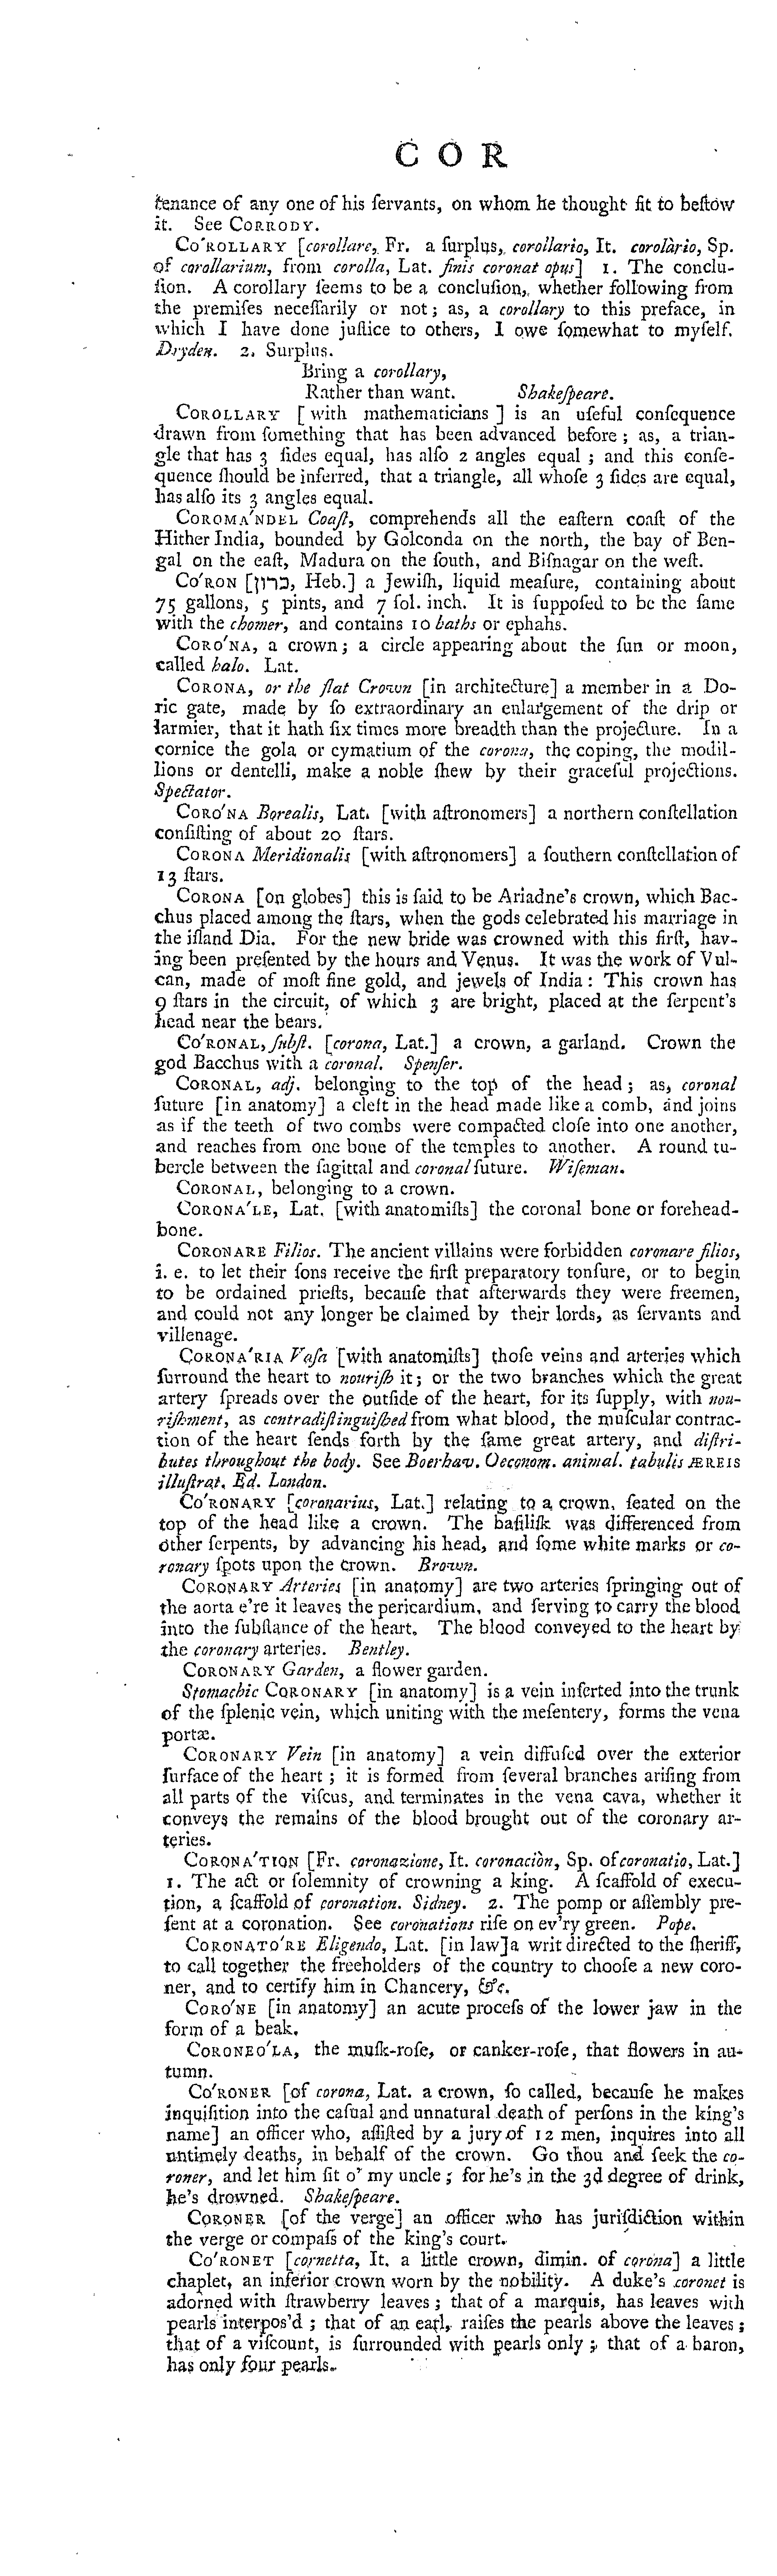 C O R
tenance of any one of his ſervants, on whom he thought fit to beſtow
it. See CORRODY.
CO'ROLLARY [corollare, Fr. a ſurplus, corollario, It. corolàrio, Sp.
of corollarium, from corolla, Lat. finis coronat opus] 1. The conclu-
ſion. A corollary ſeems to be a concluſion, whether following from
the premiſes neceſſarily or not; as, a corollary to this preface, in
which I have done juſtice to others, I owe ſomewhat to myſelf.
Dryden. 2. Surplus.
Bring a corollary,
Rather than want. Shakeſpeare.
COROLLARY [with mathematicians] is an uſeful conſequence
drawn from ſomething that has been advanced before; as, a trian-
gle that has 3 ſides equal, has alſo 2 angles equal; and this conſe-
quence ſhould be inferred, that a triangle, all whoſe 3 ſides are equal,
has alſo its 3 angles equal.
COROMA'NDEL Coaſt, comprehends all the eaſtern coaſt of the
Hither India, bounded by Golconda on the north, the bay of Ben-
gal on the eaſt, Madura on the ſouth, and Biſnagar on the weſt.
CO'RON [כרון, Heb.] a Jewiſh, liquid meaſure, containing about
75 gallons, 5 pints, and 7 ſol. inch. It is ſuppoſed to be the ſame
with the chomer, and contains 10 baths or ephahs.
CORO'NA, a crown; a circle appearing about the ſun or moon,
called halo. Lat.
CORONA, or the flat Crown [in architecture] a member in a Do-
ric gate, made by ſo extraordinary an enlargement of the drip or
larmier, that it hath ſix times more breadth than the projecture. In a
cornice the gola or cymatium of the corona, the coping, the modil-
lions or dentelli, make a noble ſhew by their graceful projections.
Spectator.
CORO'NA Borealis, Lat. [with aſtronomers] a northern conſtellation
conſiſting of about 20 ſtars.
CORONA Meridionalis [with aſtronomers] a ſouthern conſtellation of
13 ſtars.
CORONA [on globes] this is ſaid to be Ariadne's crown, which Bac-
chus placed among the ſtars, when the gods celebrated his marriage in
the iſland Dia. For the new bride was crowned with this firſt, hav-
ing been preſented by the hours and Venus. It was the work of Vul-
can, made of moſt fine gold, and jewels of India: This crown has
9 ſtars in the circuit, of which 3 are bright, placed at the ſerpent's
head near the bears.
CO'RONAL, ſubſt. [corona, Lat.] a crown, a garland. Crown the
god Bacchus with a coronal. Spenſer.
CORONAL, adj. belonging to the top of the head; as, coronal
ſuture [in anatomy] a cleft in the head made like a comb, and joins
as if the teeth of two combs were compacted cloſe into one another,
and reaches from one bone of the temples to another. A round tu-
bercle between the ſagittal and coronal ſuture. Wiſeman.
CORONAL, belonging to a crown.
CORONA'LE, Lat. [with anatomiſts] the coronal bone or forehead-
bone.
CORONARE Filios. The ancient villains were forbidden coronare filios,
i. e. to let their ſons receive the firſt preparatory tonſure, or to begin
to be ordained prieſts, becauſe that afterwards they were freemen,
and could not any longer be claimed by their lords, as ſervants and
villenage.
CORONA'RIA Vaſa [with anatomiſts] thoſe veins and arteries which
ſurround the heart to nouriſh it; or the two branches which the great
artery ſpreads over the outſide of the heart, for its ſupply, with nou-
riſhment, as contradiſtinguiſhed from what blood, the muſcular contrac-
tion of the heart ſends forth by the ſame great artery, and diſtri-
butes throughout the body. See Boerhav. Oeconom. animal. tabulis ÆREIS
illuſtrat. Ed. London.
CO'RONARY [coronarius, Lat.] relating to a crown, ſeated on the
top of the head like a crown. The baſiliſk was differenced from
other ſerpents, by advancing his head, and ſome white marks or co-
ronary ſpots upon the crown. Brown.
CORONARY Arteries [in anatomy] are two arteries ſpringing out of
the aorta e're it leaves the pericardium, and ſerving to carry the blood
into the ſubſtance of the heart. The blood conveyed to the heart by
the coronary arteries. Bentley.
CORONARY Garden, a flower garden.
Stomachic CORONARY [in anatomy] is a vein inſerted into the trunk
of the ſplenic vein, which uniting with the meſentery, forms the vena
portæ.
CORONARY Vein [in anatomy] a vein diffuſed over the exterior
ſurface of the heart; it is formed from ſeveral branches ariſing from
all parts of the viſcus, and terminates in the vena cava, whether it
conveys the remains of the blood brought out of the coronary ar-
teries.
CORONA'TION [Fr. coronazione, It. coronaciòn, Sp. of coronatio, Lat.]
1. The act or ſolemnity of crowning a king. A ſcaffold of execu-
tion, a ſcaffold of coronation. Sidney. 2. The pomp or aſſembly pre-
ſent at a coronation. See coronations riſe on ev'ry green. Pope.
CORONATO'RE Eligendo, Lat. [in law] a writ directed to the ſheriff,
to call together the freeholders of the country to chooſe a new coro-
ner, and to certify him in Chancery, &c.
CORO'NE [in anatomy] an acute proceſs of the lower jaw in the
form of a beak.
CORONEO'LA, the muſk-roſe, or canker-roſe, that flowers in au-
tumn.
CO'RONER [of corona, Lat. a crown, ſo called, becauſe he makes
inquiſition into the caſual and unnatural death of perſons in the king's
name] an officer who, aſſiſted by a jury of 12 men, inquires into all
untimely deaths, in behalf of the crown. Go thou and ſeek the co-
roner, and let him ſit o' my uncle; for he's in the 3d degree of drink,
he's drowned. Shakeſpeare.
CORONER [of the verge] an officer who has juriſdiction within
the verge or compaſs of the king's court.
CO'RONET [cornetta, It. a little crown, dimin. of corona] a little
chaplet, an inferior crown worn by the nobility. A duke's coronet is
adorned with ſtrawberry leaves; that of a marquis, has leaves with
pearls interpos'd; that of an earl, raiſes the pearls above the leaves;
that of a viſcount, is ſurrounded with pearls only; that of a baron,
has only four pearls.